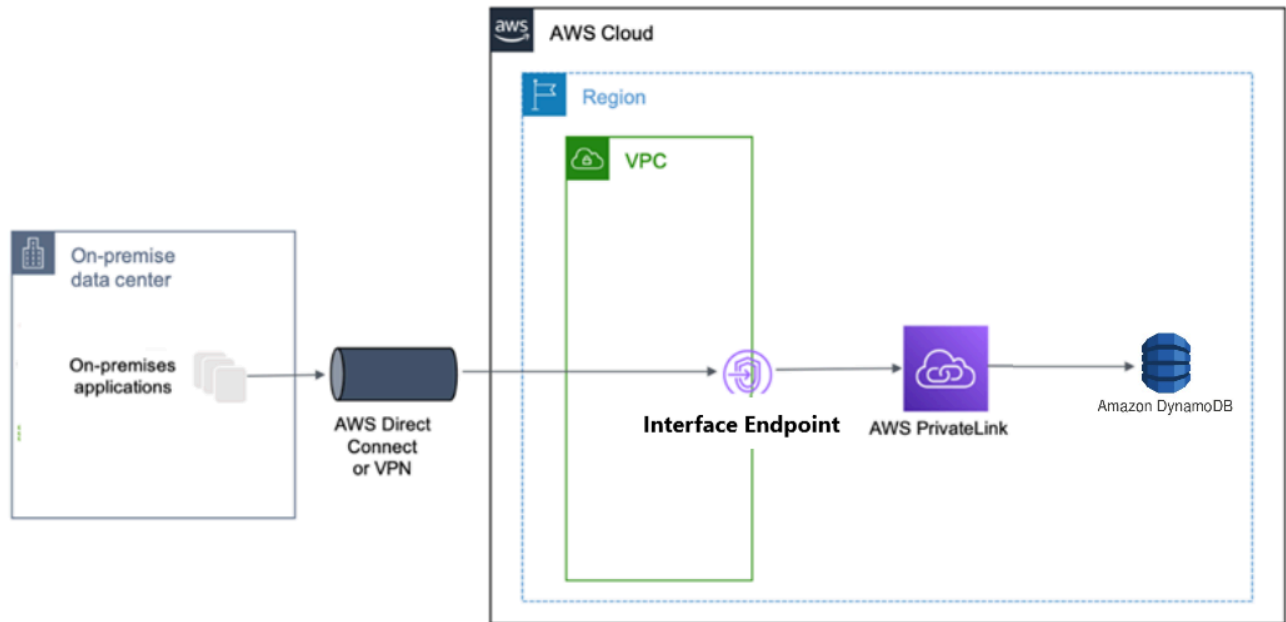 aws
AWS Cloud
Region
VPC
On-premise
data center
On-premises
applications
AWS Direct
Connect
or VPN
Interface Endpoint
AWS PrivateLink
Amazon DynamoDB